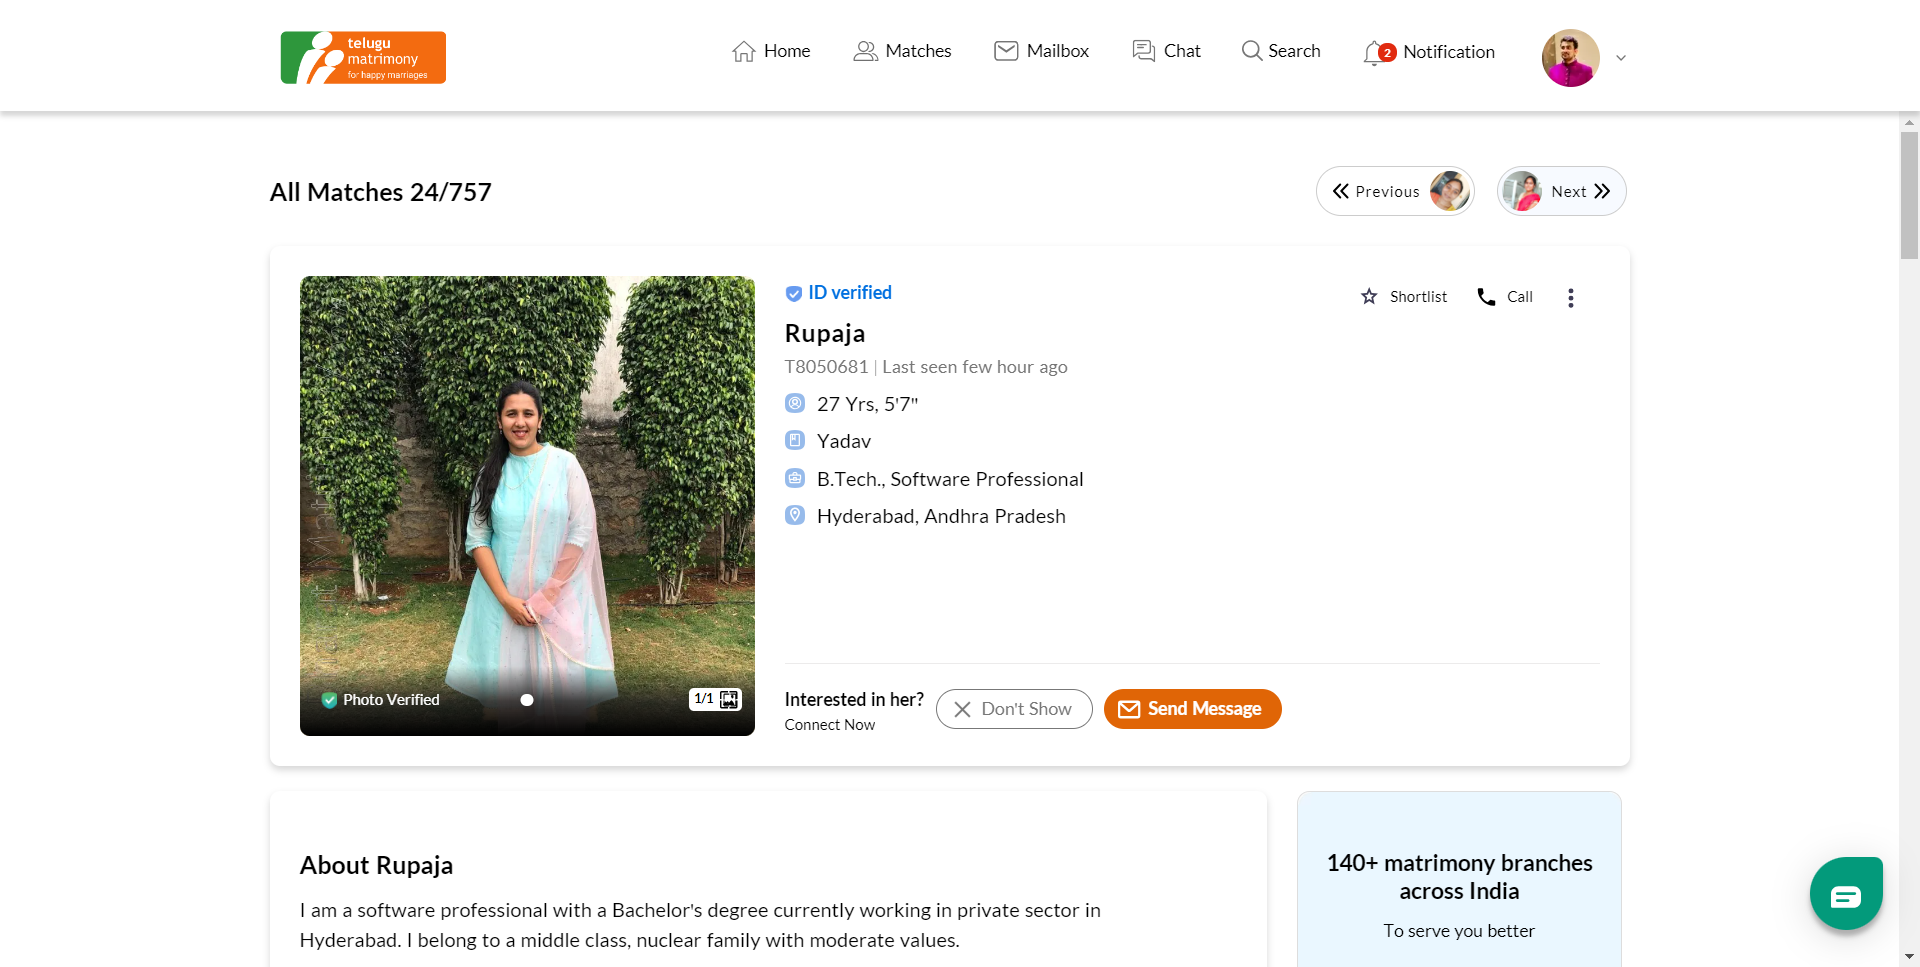 telugu
matrimony
for happy marriages
Home
Matches
Mailbox
Chat
Search
2
Notification
All Matches 24/757
Previous
Next
ID verified
Shortlist
Call
Rupaja
T8050681 | Last seen few hour ago
27 Yrs, 5'7"
Yadav
B.Tech., Software Professional
Hyderabad, Andhra Pradesh
Photo Verified
1/1
Interested in her?
Connect Now
Don't Show
Send Message
About Rupaja
I am a software professional with a Bachelor's degree currently working in private sector in
Hyderabad. I belong to a middle class, nuclear family with moderate values.
140+ matrimony branches
across India
To serve you better